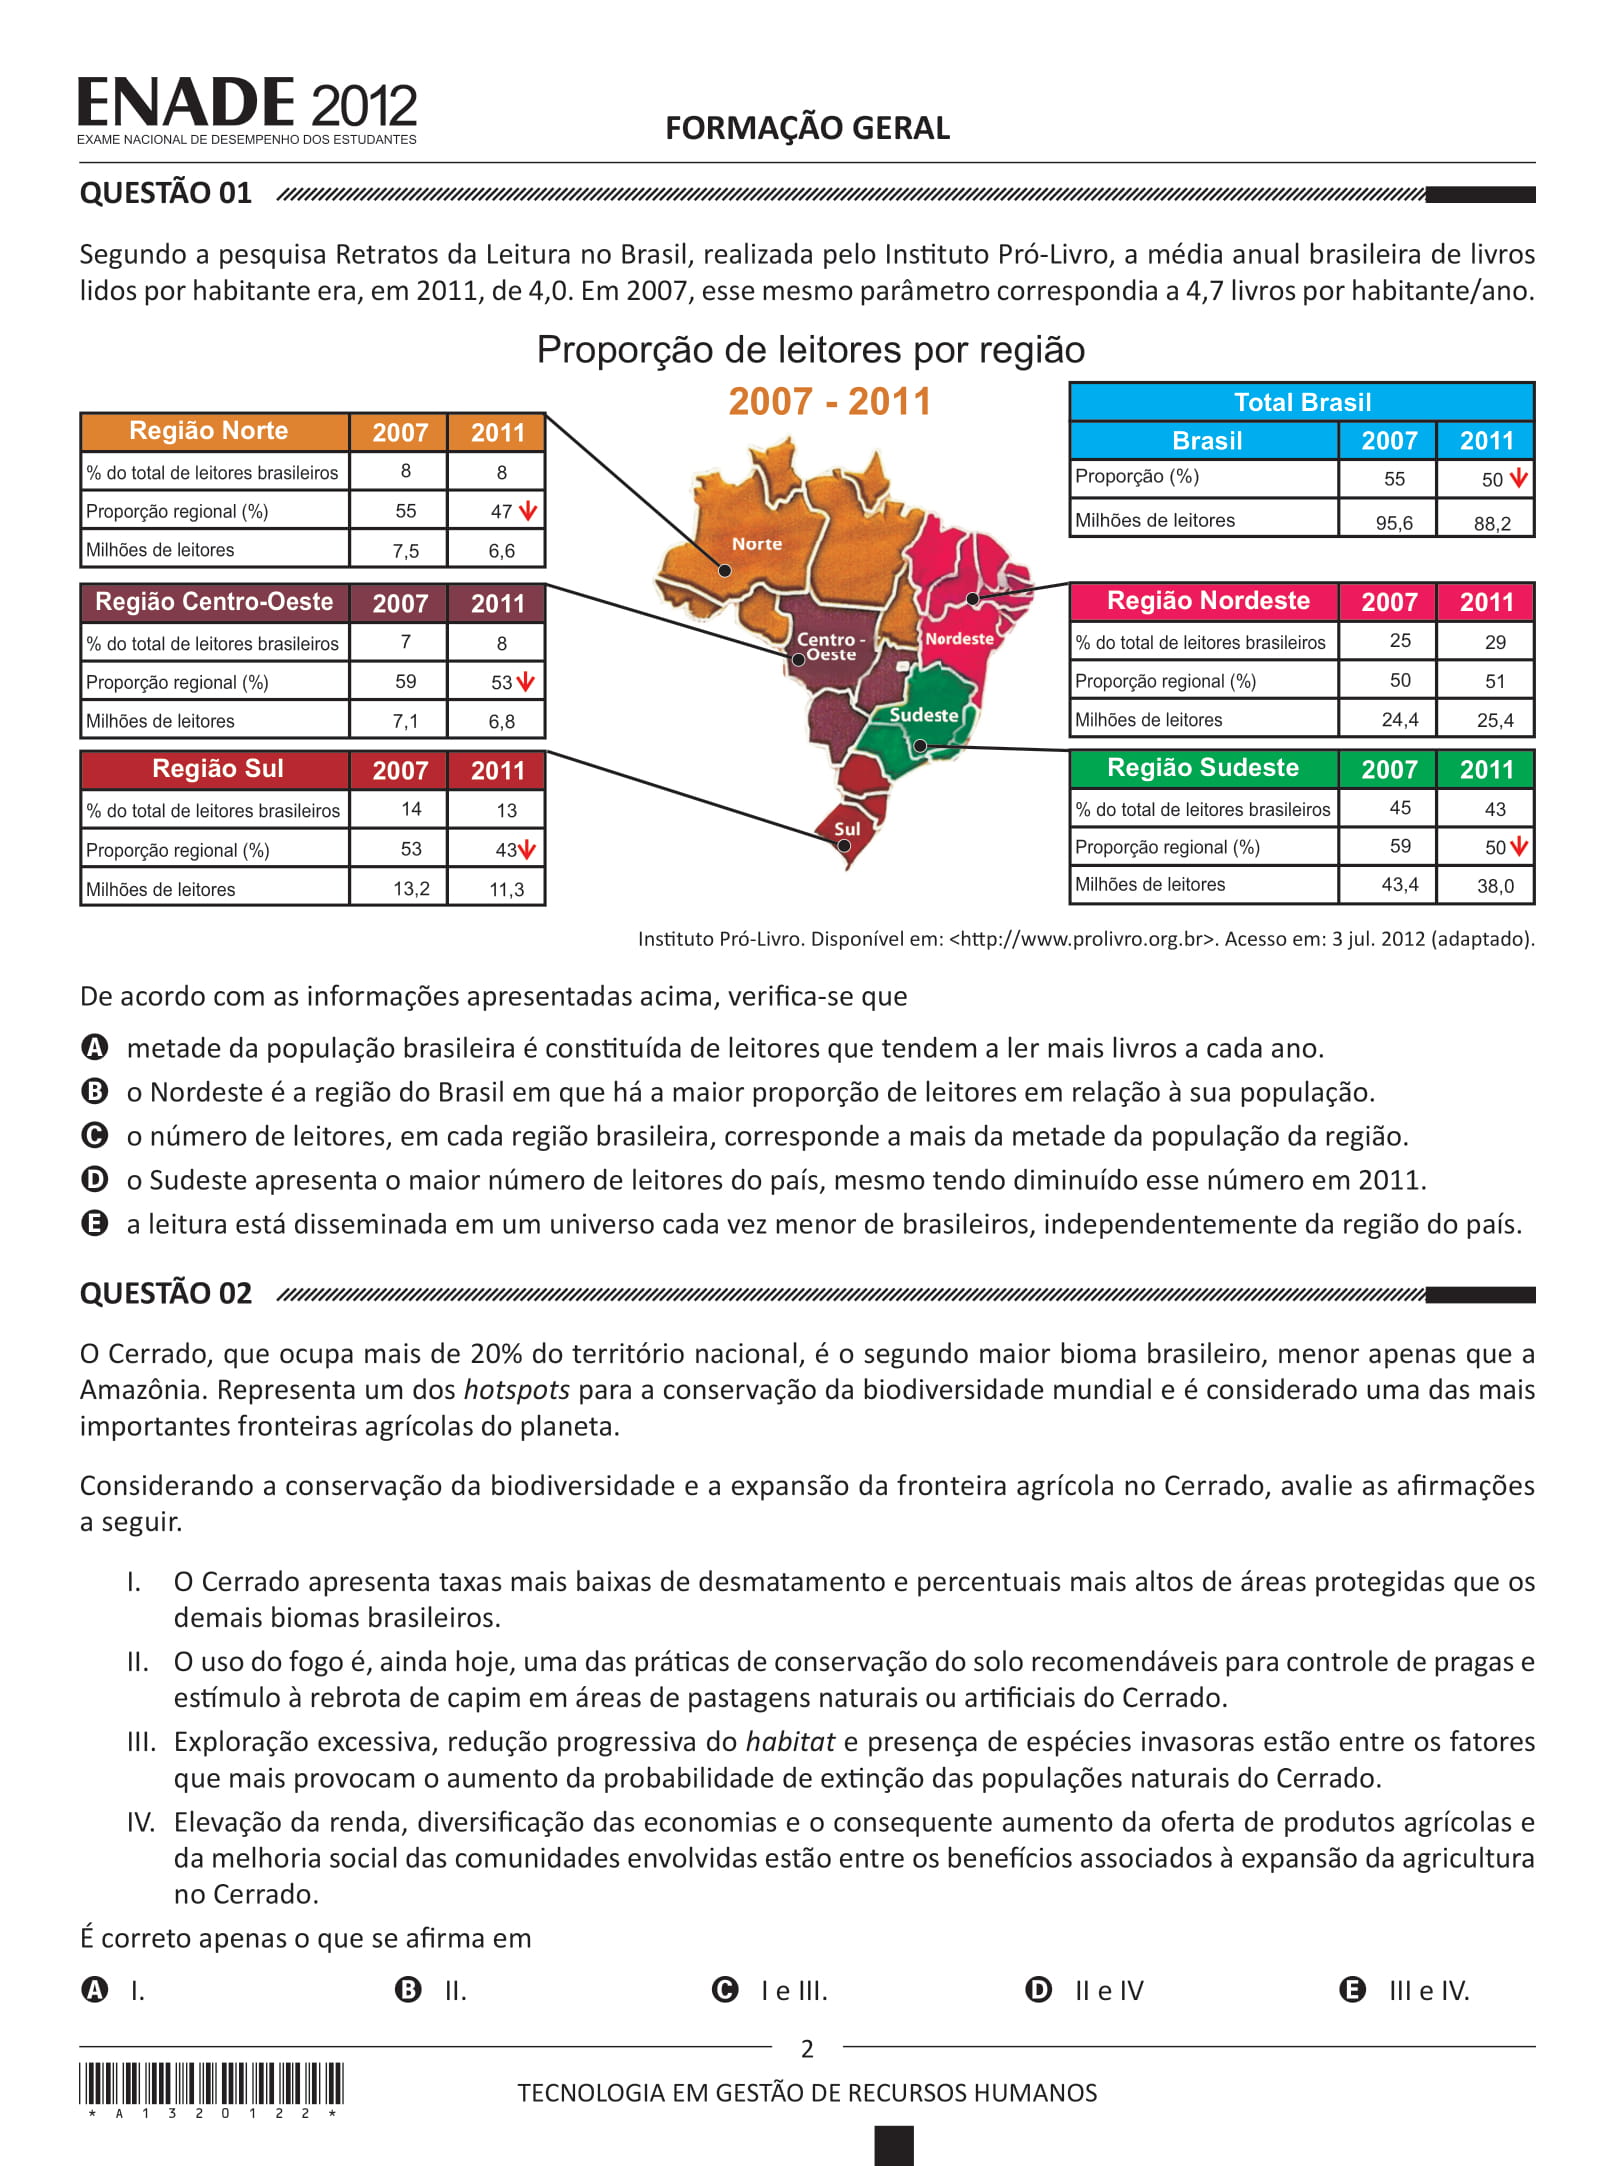 ENADE 2012
EXAME NACIONAL DE DESEMPENHO DOS ESTUDANTES
FORMAÇÃO GERAL
QUESTÃO 01
Segundo a pesquisa Retratos da Leitura no Brasil, realizada pelo Instituto Pró-Livro, a média anual brasileira de livros
lidos por habitante era, em 2011, de 4,0. Em 2007, esse mesmo parâmetro correspondia a 4,7 livros por habitante/ano.
Proporção de leitores por região
2007 - 2011
Região Norte 2007 2011
% do total de leitores brasileiros 8 8
Proporção regional (%) 55 47
Milhões de leitores 7,5 6,6
Região Centro-Oeste 2007 2011
% do total de leitores brasileiros 7 8
Proporção regional (%) 59 53
Milhões de leitores 7,1 6,8
Região Sul 2007 2011
% do total de leitores brasileiros 14 13
Proporção regional (%) 53 43
Milhões de leitores 13,2 11,3
Norte
Centro -
Oeste
Nordeste
Sudeste
Sul
Total Brasil
Brasil 2007 2011
Proporção (%) 55 50
Milhões de leitores 95,6 88,2
Região Nordeste 2007 2011
% do total de leitores brasileiros 25 29
Proporção regional (%) 50 51
Milhões de leitores 24,4 25,4
Região Sudeste 2007 2011
% do total de leitores brasileiros 45 43
Proporção regional (%) 59 50
Milhões de leitores 43,4 38,0
Instituto Pró-Livro. Disponível em: <http://www.prolivro.org.br>. Acesso em: 3 jul. 2012 (adaptado).
De acordo com as informações apresentadas acima, verifica-se que
A metade da população brasileira é constituída de leitores que tendem a ler mais livros a cada ano.
B o Nordeste é a região do Brasil em que há a maior proporção de leitores em relação à sua população.
C o número de leitores, em cada região brasileira, corresponde a mais da metade da população da região.
D o Sudeste apresenta o maior número de leitores do país, mesmo tendo diminuído esse número em 2011.
E a leitura está disseminada em um universo cada vez menor de brasileiros, independentemente da região do país.
QUESTÃO 02
O Cerrado, que ocupa mais de 20% do território nacional, é o segundo maior bioma brasileiro, menor apenas que a
Amazônia. Representa um dos hotspots para a conservação da biodiversidade mundial e é considerado uma das mais
importantes fronteiras agrícolas do planeta.
Considerando a conservação da biodiversidade e a expansão da fronteira agrícola no Cerrado, avalie as afirmações
a seguir.
I. O Cerrado apresenta taxas mais baixas de desmatamento e percentuais mais altos de áreas protegidas que os
demais biomas brasileiros.
II. O uso do fogo é, ainda hoje, uma das práticas de conservação do solo recomendáveis para controle de pragas e
estímulo à rebrota de capim em áreas de pastagens naturais ou artificiais do Cerrado.
III. Exploração excessiva, redução progressiva do habitat e presença de espécies invasoras estão entre os fatores
que mais provocam o aumento da probabilidade de extinção das populações naturais do Cerrado.
IV. Elevação da renda, diversificação das economias e o consequente aumento da oferta de produtos agrícolas e
da melhoria social das comunidades envolvidas estão entre os benefícios associados à expansão da agricultura
no Cerrado.
É correto apenas o que se afirma em
A I. B II. C I e III. D II e IV E III e IV.
2
TECNOLOGIA EM GESTÃO DE RECURSOS HUMANOS
* A 1 3 2 0 1 2 2 *